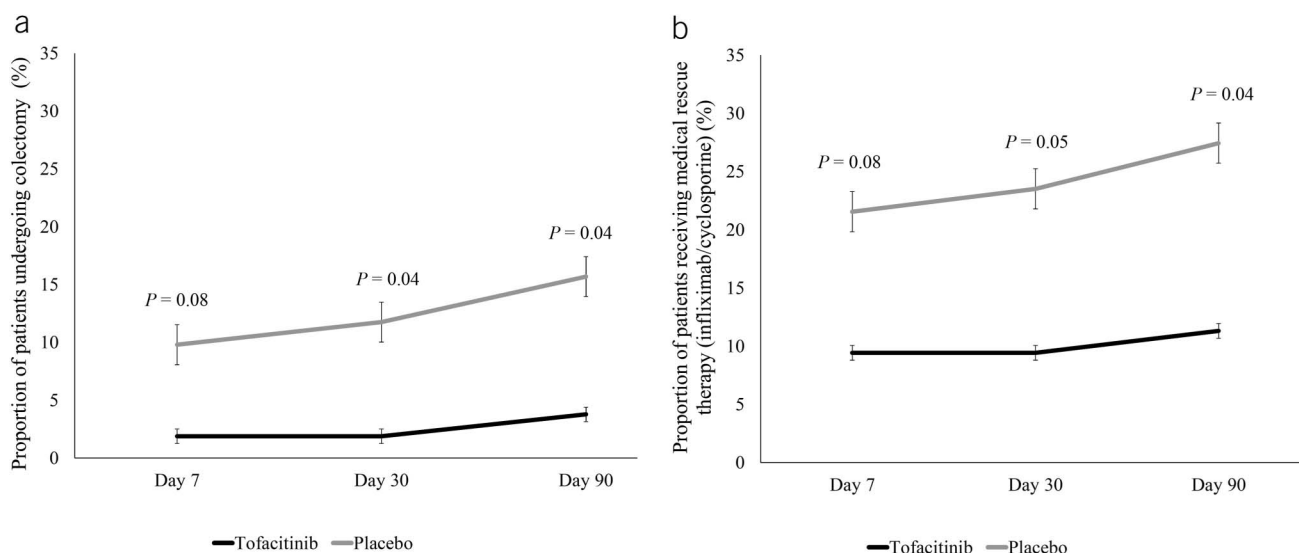 a
Proportion of patients undergoing colectomy (%)
35
30
25
20
15
10
5
0
P = 0.08
P = 0.04
P = 0.04
Day 7
Day 30
Day 90
Tofacitinib
Placebo
b
Proportion of patients receiving medical rescue
therapy (infliximab/cyclosporine) (%)
35
30
25
20
15
10
5
0
P = 0.08
P = 0.05
P = 0.04
Day 7
Day 30
Day 90
Tofacitinib
Placebo